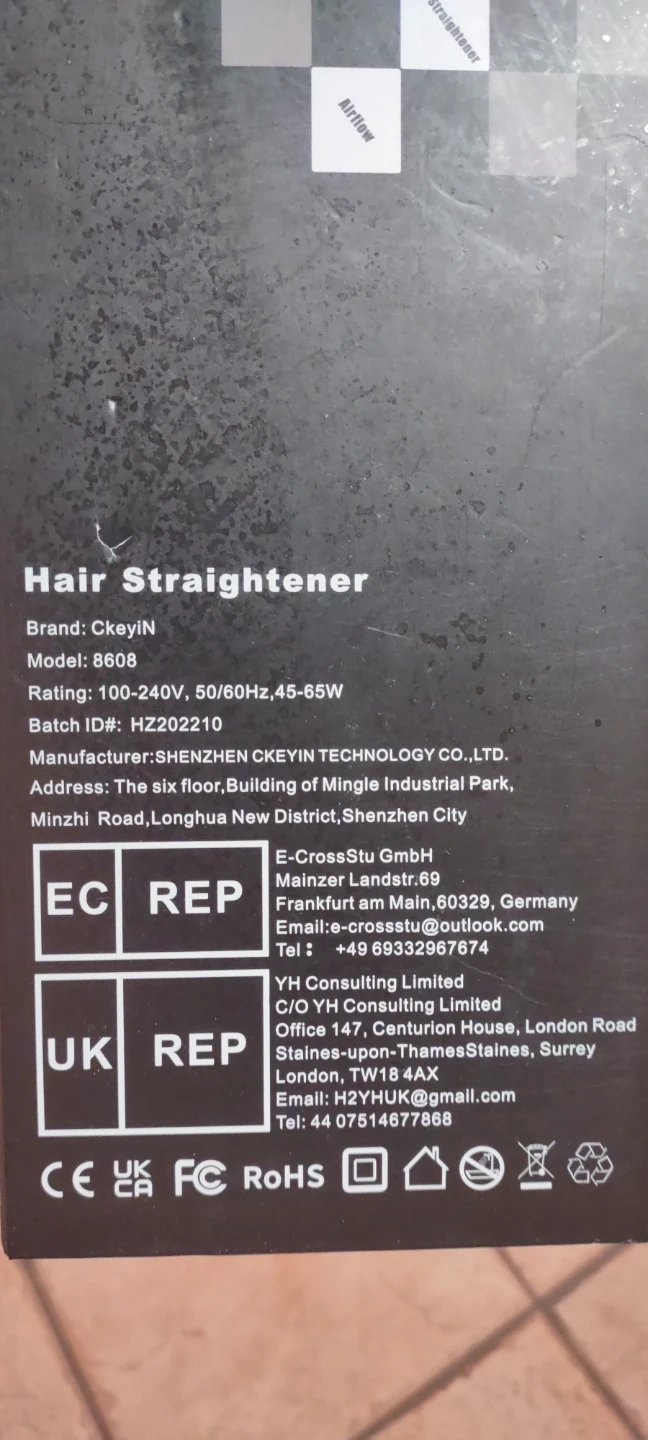 Straightener
Airflow
Hair Straightener
Brand: CkeyiN
Model: 8608
Rating: 100-240V, 50/60Hz,45-65W
Batch ID#: HZ202210
Manufacturer:SHENZHEN CKEYIN TECHNOLOGY CO.,LTD.
Address: The six floor,Building of Mingle Industrial Park,
Minzhi Road,Longhua New District,Shenzhen City
EC REP
E-CrossStu GmbH
Mainzer Landstr.69
Frankfurt am Main,60329, Germany
Email:e-crossstu@outlook.com
Tel: +49 69332967674
UK REP
YH Consulting Limited
C/O YH Consulting Limited
Office 147, Centurion House, London Road
Staines-upon-ThamesStaines, Surrey
London, TW18 4AX
Email: H2YHUK@gmail.com
Tel: 44 07514677868
CE UK CA FC RoHS